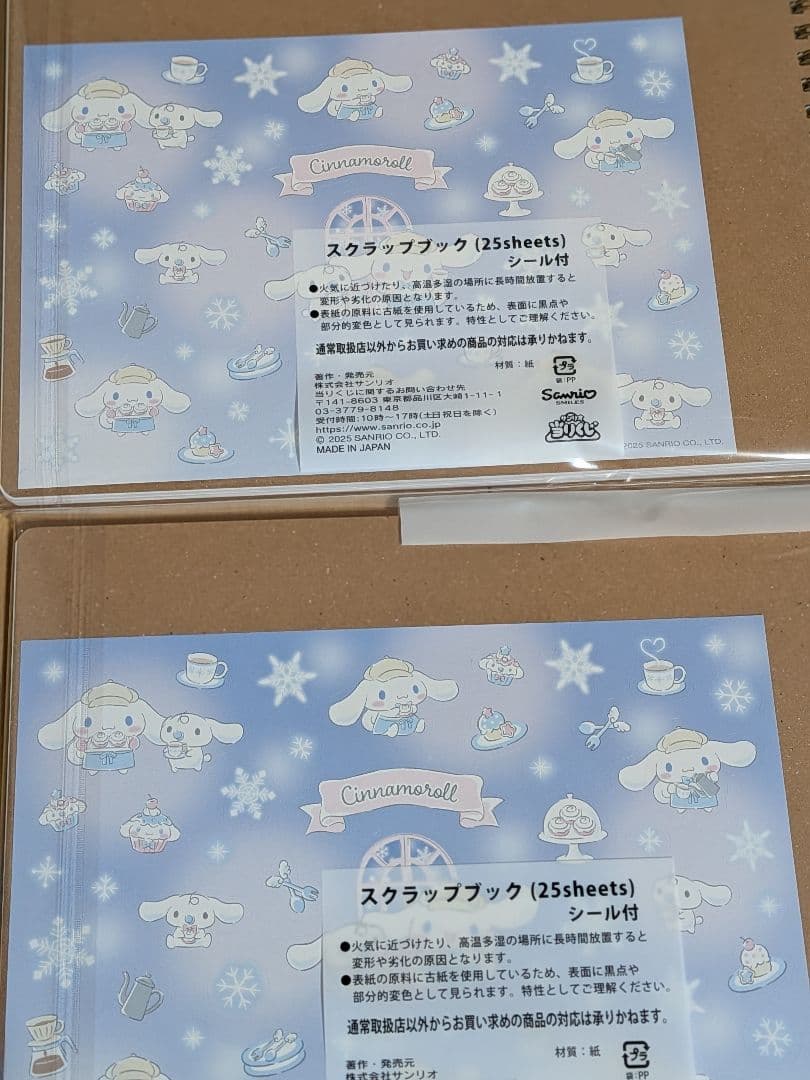 Cinnamoroll
スクラップブック (25sheets)
シール付
●火気に近づけたり、高温多湿の場所に長時間放置すると
変形や劣化の原因となります。
●表紙の原料に古紙を使用しているため、表面に黒点や
部分的変色として見られます。特性としてご理解ください。
通常取扱店以外からお買い求めの商品の対応は承りかねます。
材質：紙
プラ
袋:PP
著作・発売元
株式会社サンリオ
当りくじに関するお問い合わせ先
〒141-8603 東京都品川区大崎1-11-1
03-3779-8148
受付時間:10時～17時(土日祝日を除く)
https://www.sanrio.co.jp
© 2025 SANRIO CO., LTD.
MADE IN JAPAN
Sanrio
SMILES
サンリオ
当りくじ
2025 SANRIO CO., LTD.
Cinnamoroll
スクラップブック (25sheets)
シール付
●火気に近づけたり、高温多湿の場所に長時間放置すると
変形や劣化の原因となります。
●表紙の原料に古紙を使用しているため、表面に黒点や
部分的変色として見られます。特性としてご理解ください。
通常取扱店以外からお買い求めの商品の対応は承りかねます。
材質：紙
プラ
袋:PP
著作・発売元
株式会社サンリオ